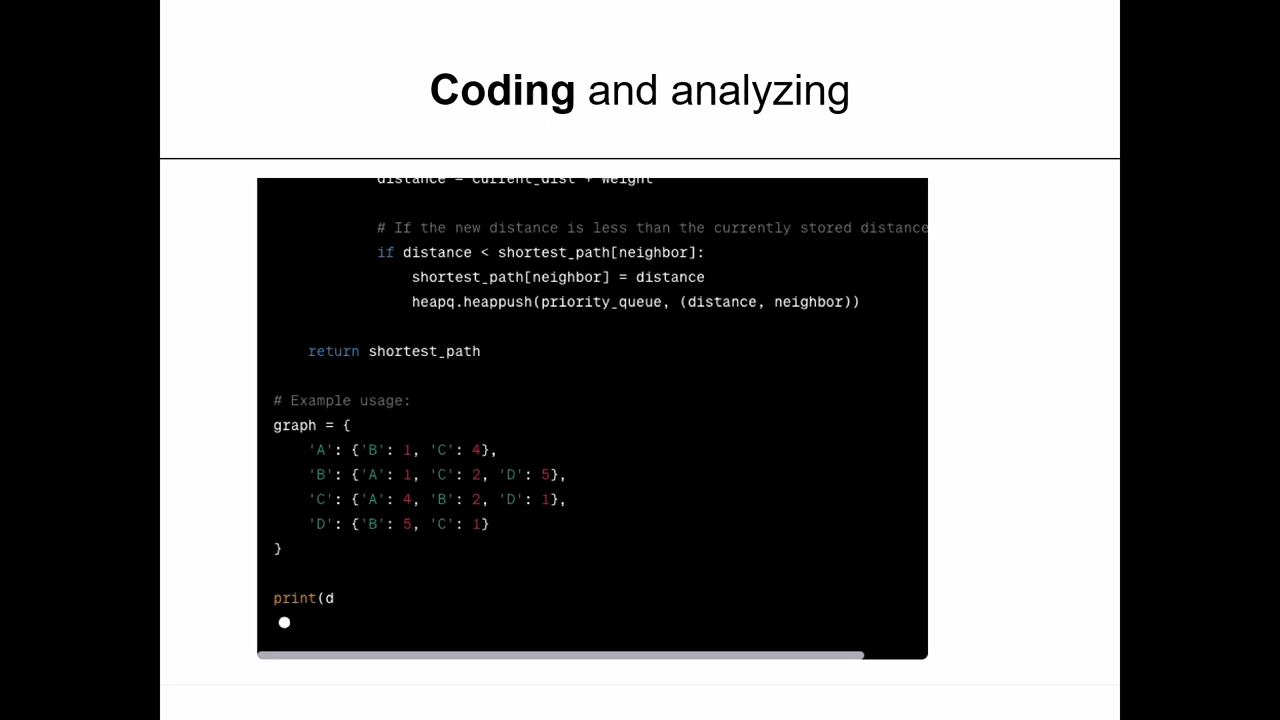 Coding and analyzing
distance = current_dist + weight
# If the new distance is less than the currently stored distance
if distance < shortest_path[neighbor]:
shortest_path[neighbor] = distance
heapq.heappush(priority_queue, (distance, neighbor))
return shortest_path
# Example usage:
graph = {
'A': {'B': 1, 'C': 4},
'B': {'A': 1, 'C': 2, 'D': 5},
'C': {'A': 4, 'B': 2, 'D': 1},
'D': {'B': 5, 'C': 1}
}
print(d